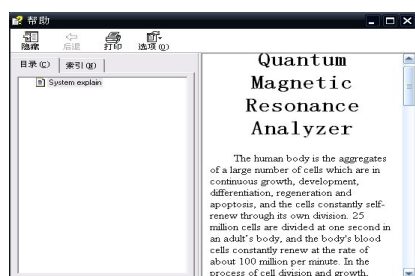 帮助
隐藏 后退 打印 选项(O)
目录(C) 索引(N)
System explain
Quantum
Magnetic
Resonance
Analyzer
The human body is the aggregates
of a large number of cells which are in
continuous growth, development,
differentiation, regeneration and
apoptosis, and the cells constantly self-
renew through its own division. 25
million cells are divided at one second in
an adult's body, and the body's blood
cells constantly renew at the rate of
about 100 million per minute. In the
process of cell division and growth,